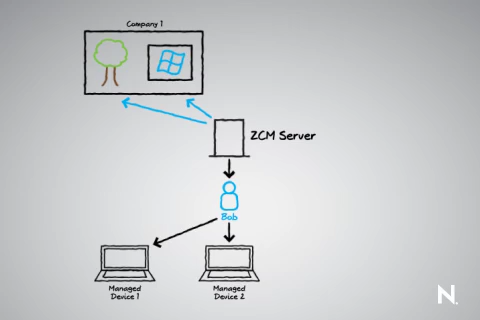 Company 1
ZCM Server
Bob
Managed
Device 1
Managed
Device 2
N.